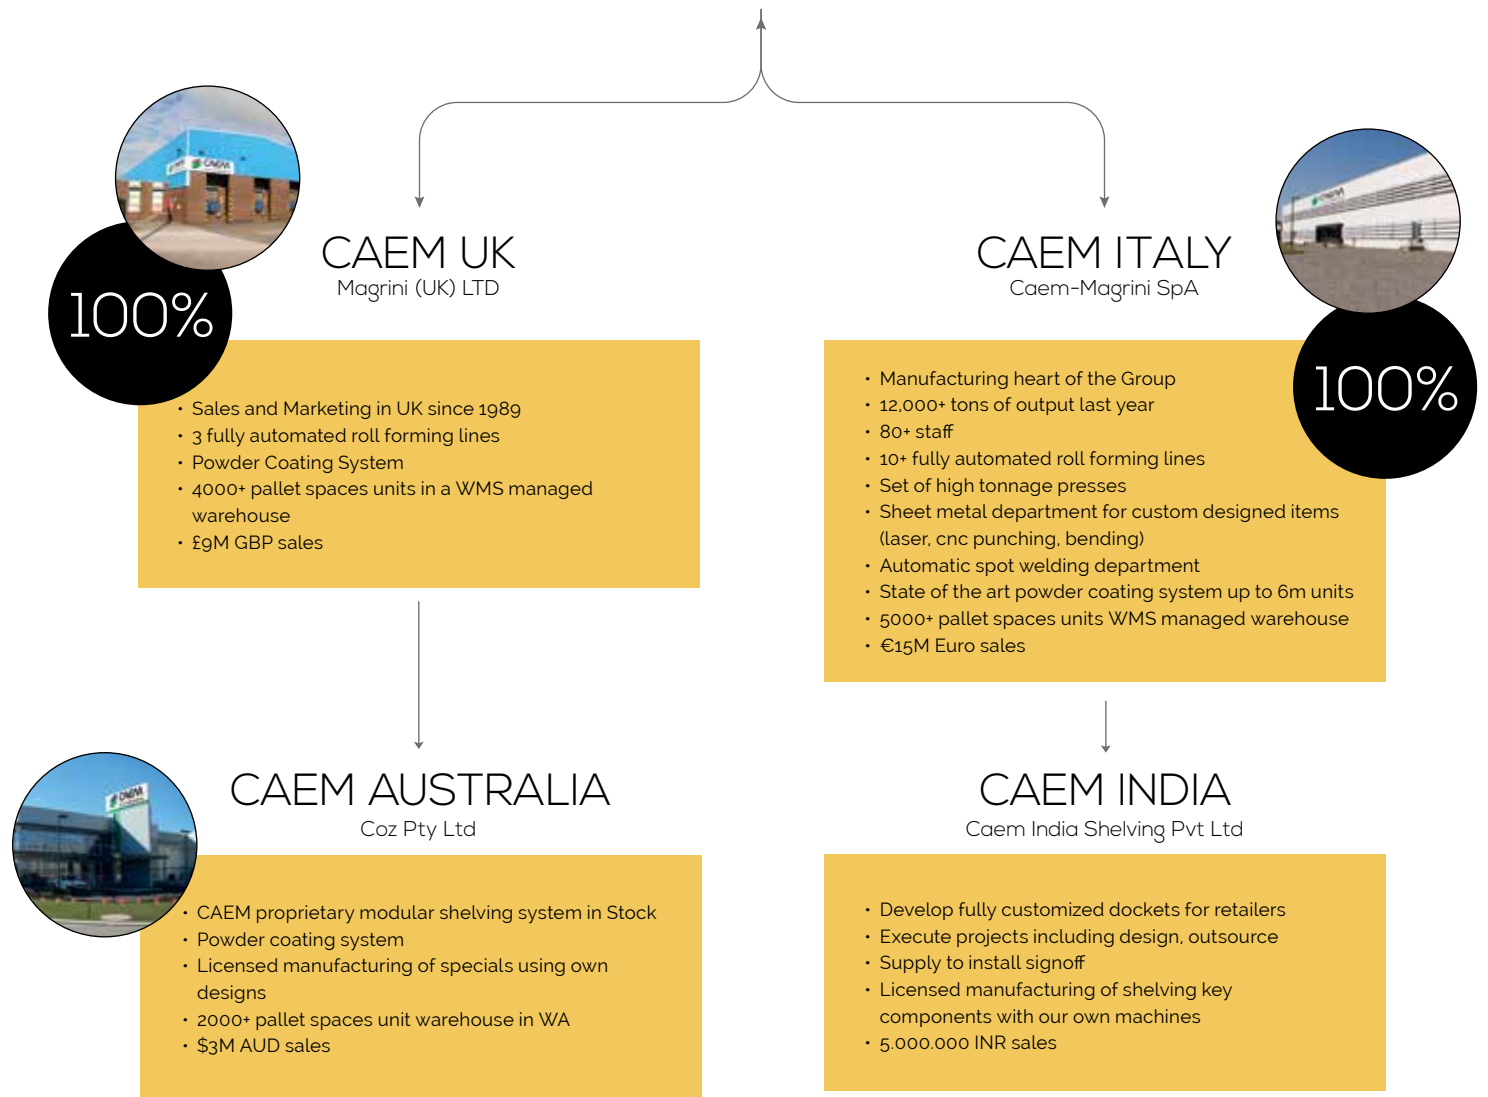 CAEM UK
Magrini (UK) LTD
100%
• Sales and Marketing in UK since 1989
• 3 fully automated roll forming lines
• Powder Coating System
• 4000+ pallet spaces units in a WMS managed
warehouse
• £9M GBP sales
CAEM ITALY
Caem-Magrini SpA
100%
• Manufacturing heart of the Group
• 12,000+ tons of output last year
• 80+ staff
• 10+ fully automated roll forming lines
• Set of high tonnage presses
• Sheet metal department for custom designed items
(laser, cnc punching, bending)
• Automatic spot welding department
• State of the art powder coating system up to 6m units
• 5000+ pallet spaces units WMS managed warehouse
• €15M Euro sales
CAEM AUSTRALIA
Coz Pty Ltd
• CAEM proprietary modular shelving system in Stock
• Powder coating system
• Licensed manufacturing of specials using own
designs
• 2000+ pallet spaces unit warehouse in WA
• $3M AUD sales
CAEM INDIA
Caem India Shelving Pvt Ltd
• Develop fully customized dockets for retailers
• Execute projects including design, outsource
• Supply to install signoff
• Licensed manufacturing of shelving key
components with our own machines
• 5.000.000 INR sales
CAEM
CAEM
CAEM